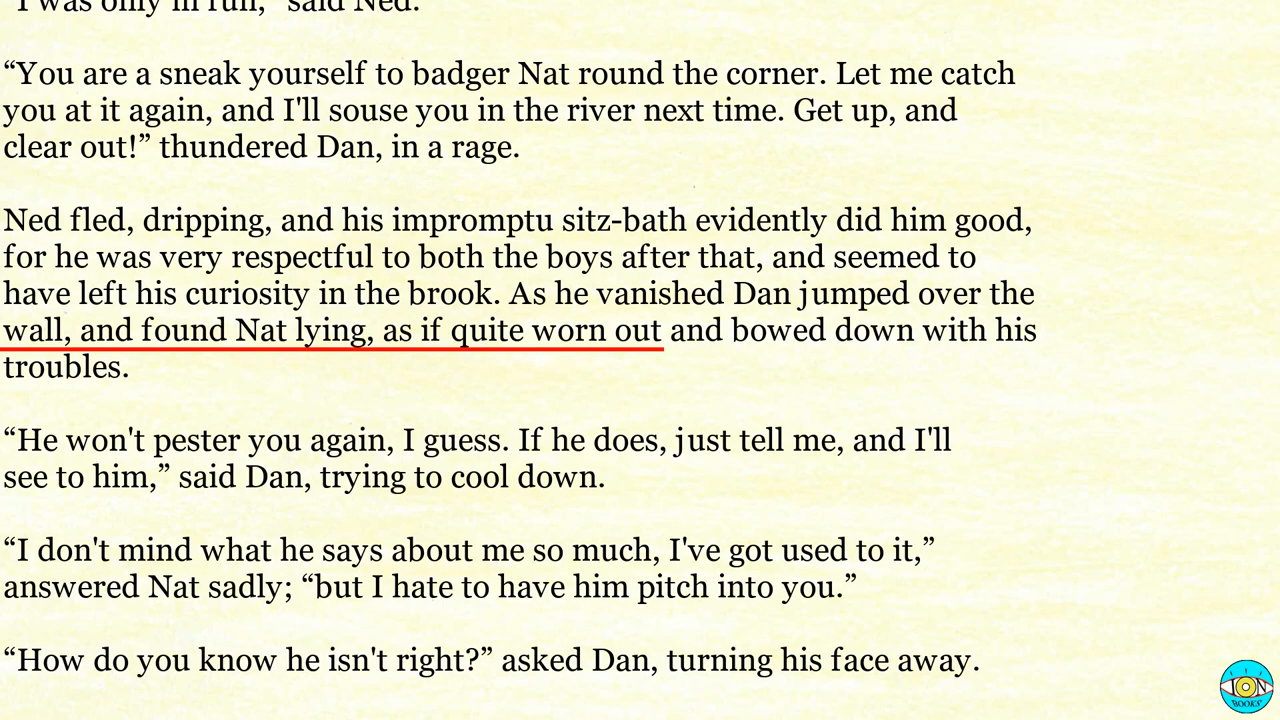 "I was only in fun," said Ned.
“You are a sneak yourself to badger Nat round the corner. Let me catch
you at it again, and I'll souse you in the river next time. Get up, and
clear out!” thundered Dan, in a rage.
Ned fled, dripping, and his impromptu sitz-bath evidently did him good,
for he was very respectful to both the boys after that, and seemed to
have left his curiosity in the brook. As he vanished Dan jumped over the
wall, and found Nat lying, as if quite worn out and bowed down with his
troubles.
“He won't pester you again, I guess. If he does, just tell me, and I'll
see to him,” said Dan, trying to cool down.
“I don't mind what he says about me so much, I've got used to it,”
answered Nat sadly; “but I hate to have him pitch into you.”
“How do you know he isn't right?” asked Dan, turning his face away.
ION
BOOKS